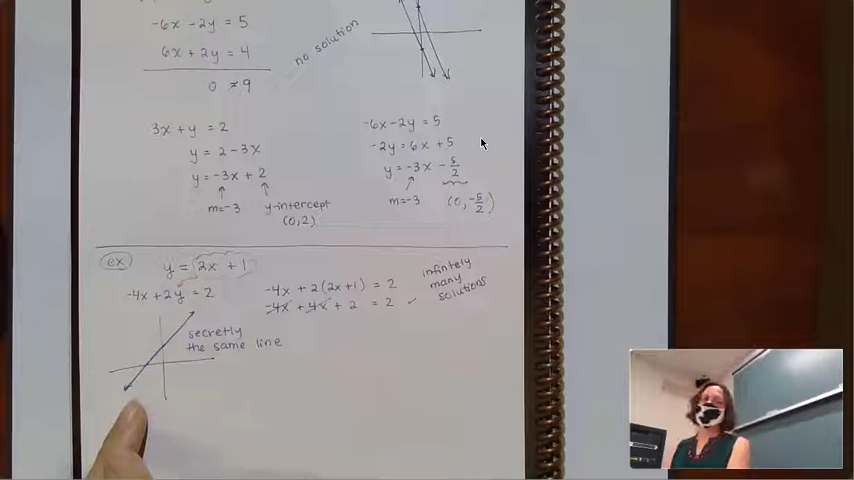 -6x - 2y = 5
6x + 2y = 4
0 ≠ 9
no solution
3x + y = 2
y = 2 - 3x
y = -3x + 2
m = -3
y-intercept
(0,2)
-6x - 2y = 5
-2y = 6x + 5
y = -3x - 5/2
m = -3
(0, -5/2)
ex
y = 2x + 1
-4x + 2y = 2
-4x + 2(2x+1) = 2
-4x + 4x + 2 = 2 ✓
infintely
many
solutions
secretly
the same line